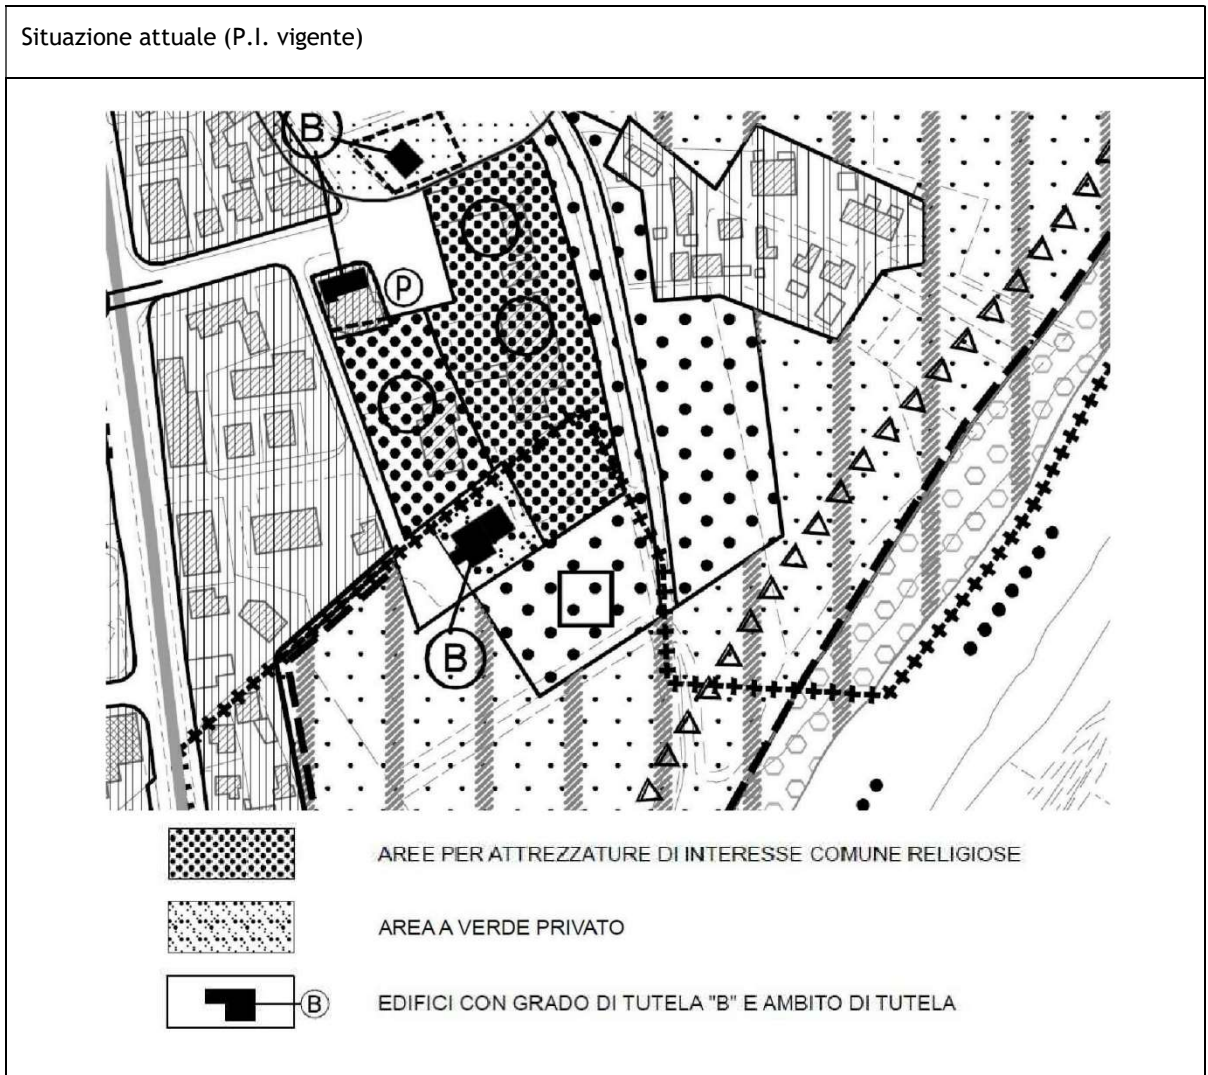 Situazione attuale (P.I. vigente)
B
P
B
AREE PER ATTREZZATURE DI INTERESSE COMUNE RELIGIOSE
AREA A VERDE PRIVATO
B
EDIFICI CON GRADO DI TUTELA "B" E AMBITO DI TUTELA